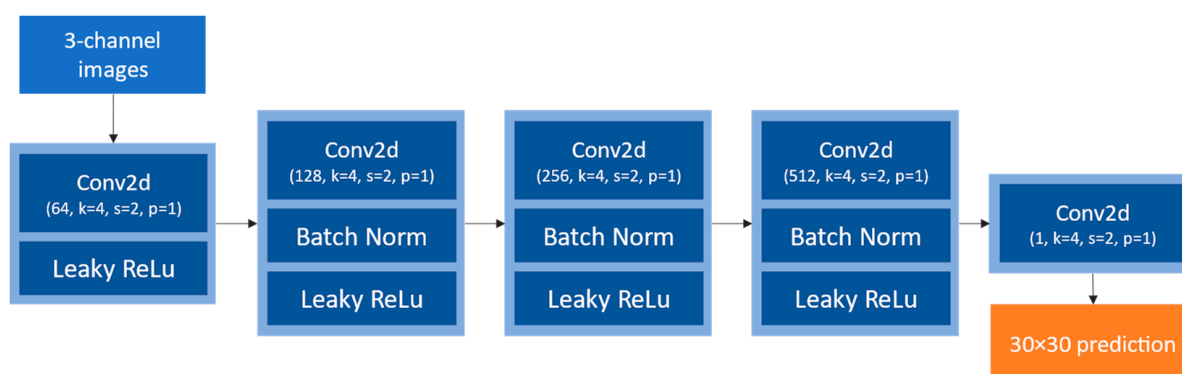 3-channel
images
Conv2d
(64, k=4, s=2, p=1)
Leaky ReLu
Conv2d
(128, k=4, s=2, p=1)
Batch Norm
Leaky ReLu
Conv2d
(256, k=4, s=2, p=1)
Batch Norm
Leaky ReLu
Conv2d
(512, k=4, s=2, p=1)
Batch Norm
Leaky ReLu
Conv2d
(1, k=4, s=2, p=1)
30×30 prediction